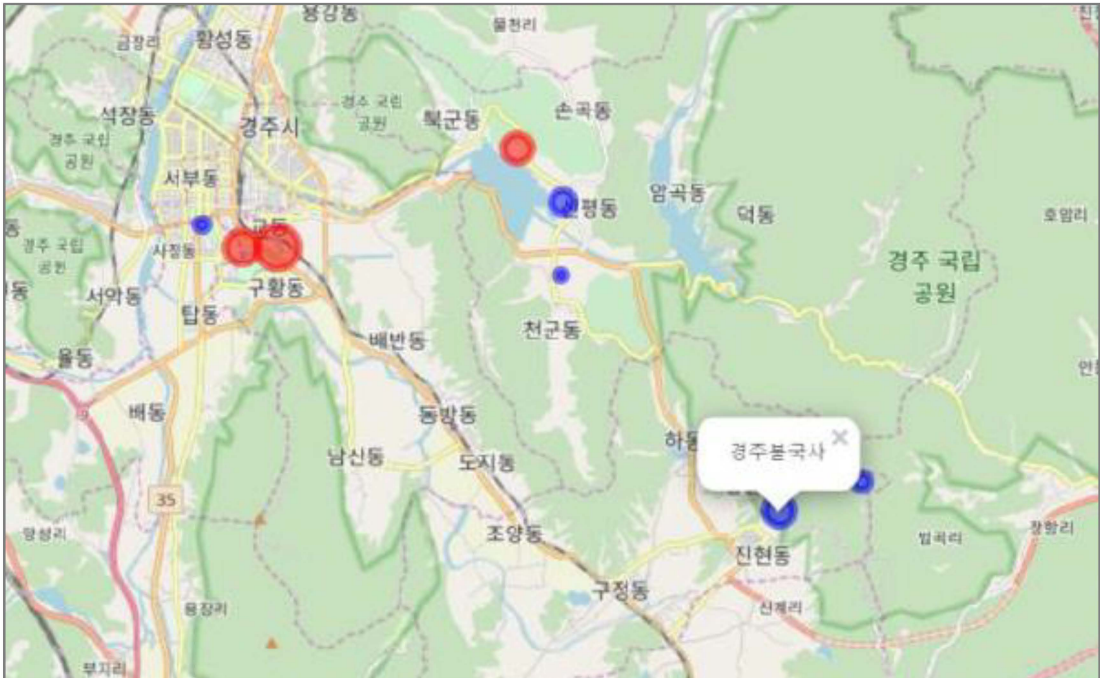 용강동
물천리
금장리
황성동
경주 국립
공원
손곡동
석장동
북군동
경주시
경주 국립
공원
서부동
암곡동
덕동
호암리
신평동
교동
사정동
경주 국립
공원
경주 국립
공원
구황동
서악동
탑동
천군동
배반동
율동
9
배동
동방동
남산동
도지동
하동
경주불국사
×
35
조양동
진현동
범곡리
장항리
망성리
구정동
신계리
용장리
부지리